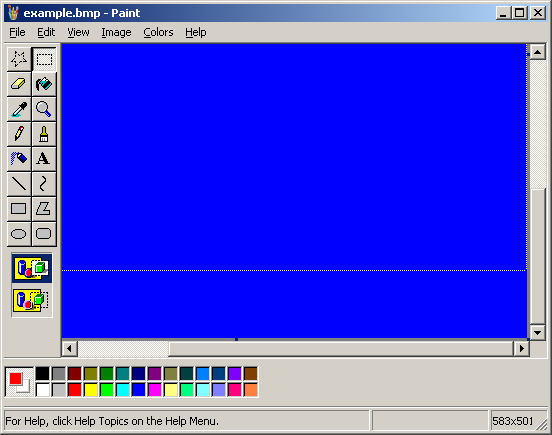 example.bmp - Paint
File Edit View Image Colors Help
A
For Help, click Help Topics on the Help Menu.
583x501